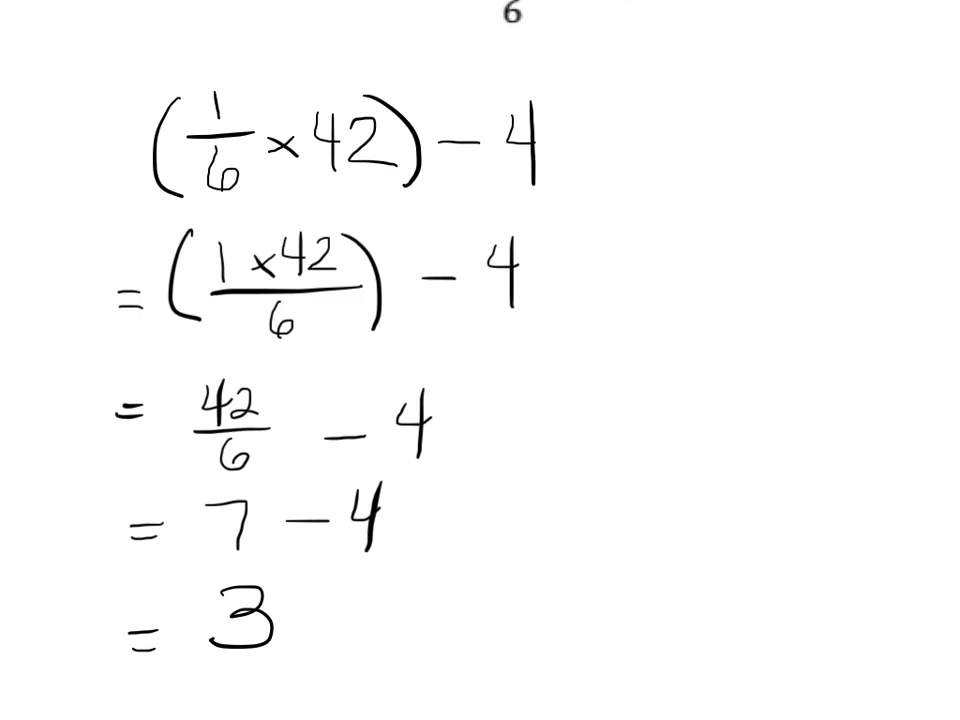 6
(1/6 × 42) − 4
= (1 × 42 / 6) − 4
= 42/6 − 4
= 7 − 4
= 3